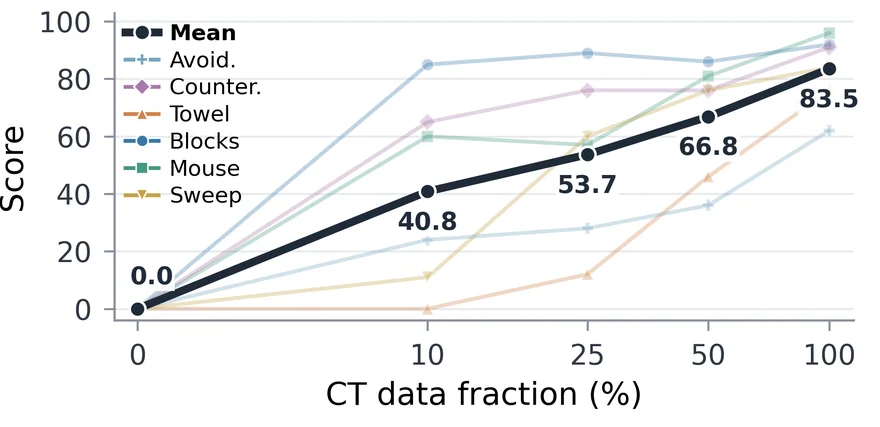 Score
100
80
60
40
20
0
Mean
Avoid.
Counter.
Towel
Blocks
Mouse
Sweep
0.0
40.8
53.7
66.8
83.5
0
10
25
50
100
CT data fraction (%)